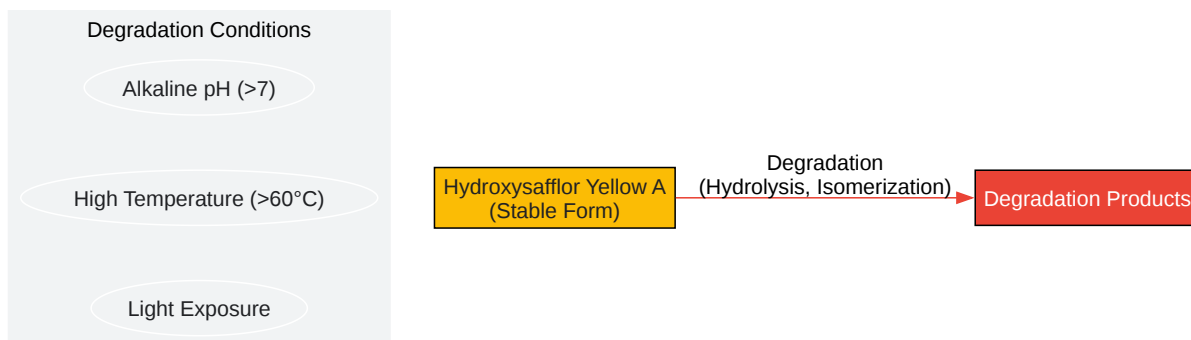 Degradation Conditions
Alkaline pH (>7)
High Temperature (>60°C)
Light Exposure
Hydroxysafflor Yellow A
(Stable Form)
Degradation
(Hydrolysis, Isomerization)
Degradation Products